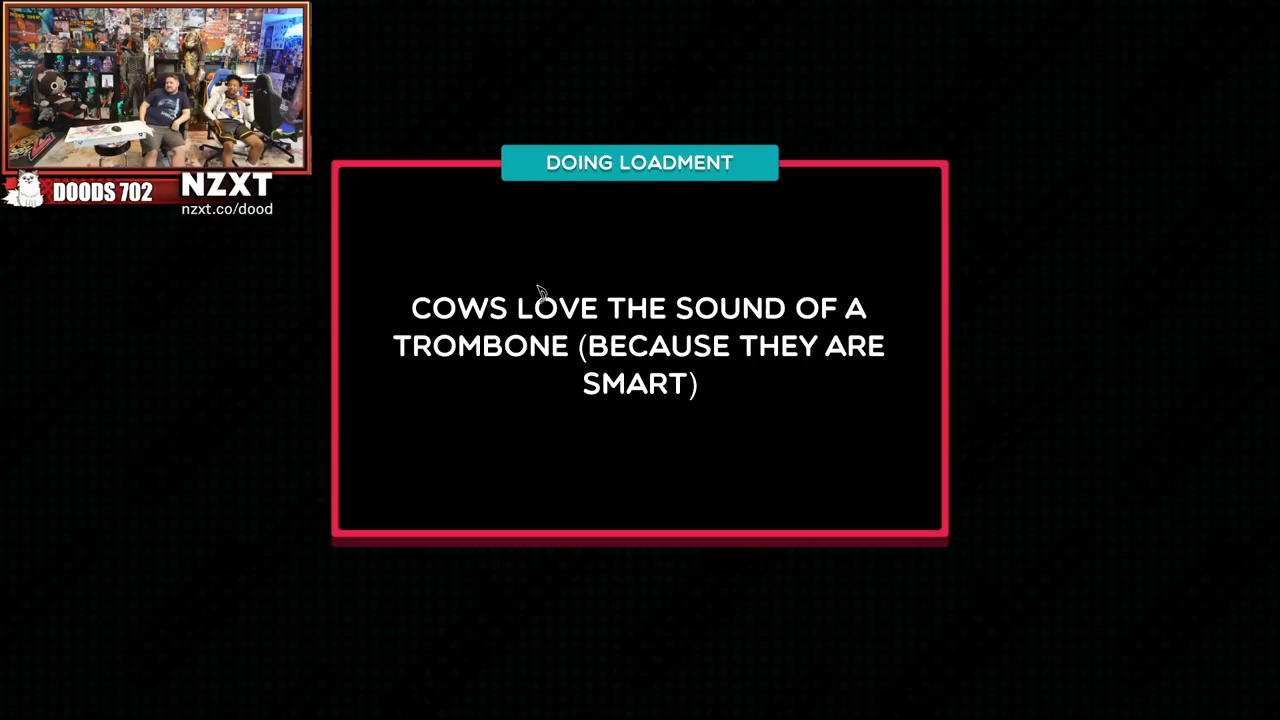 DOODS 702
NZXT
nzxt.co/dood
DOING LOADMENT
COWS LOVE THE SOUND OF A
TROMBONE (BECAUSE THEY ARE
SMART)